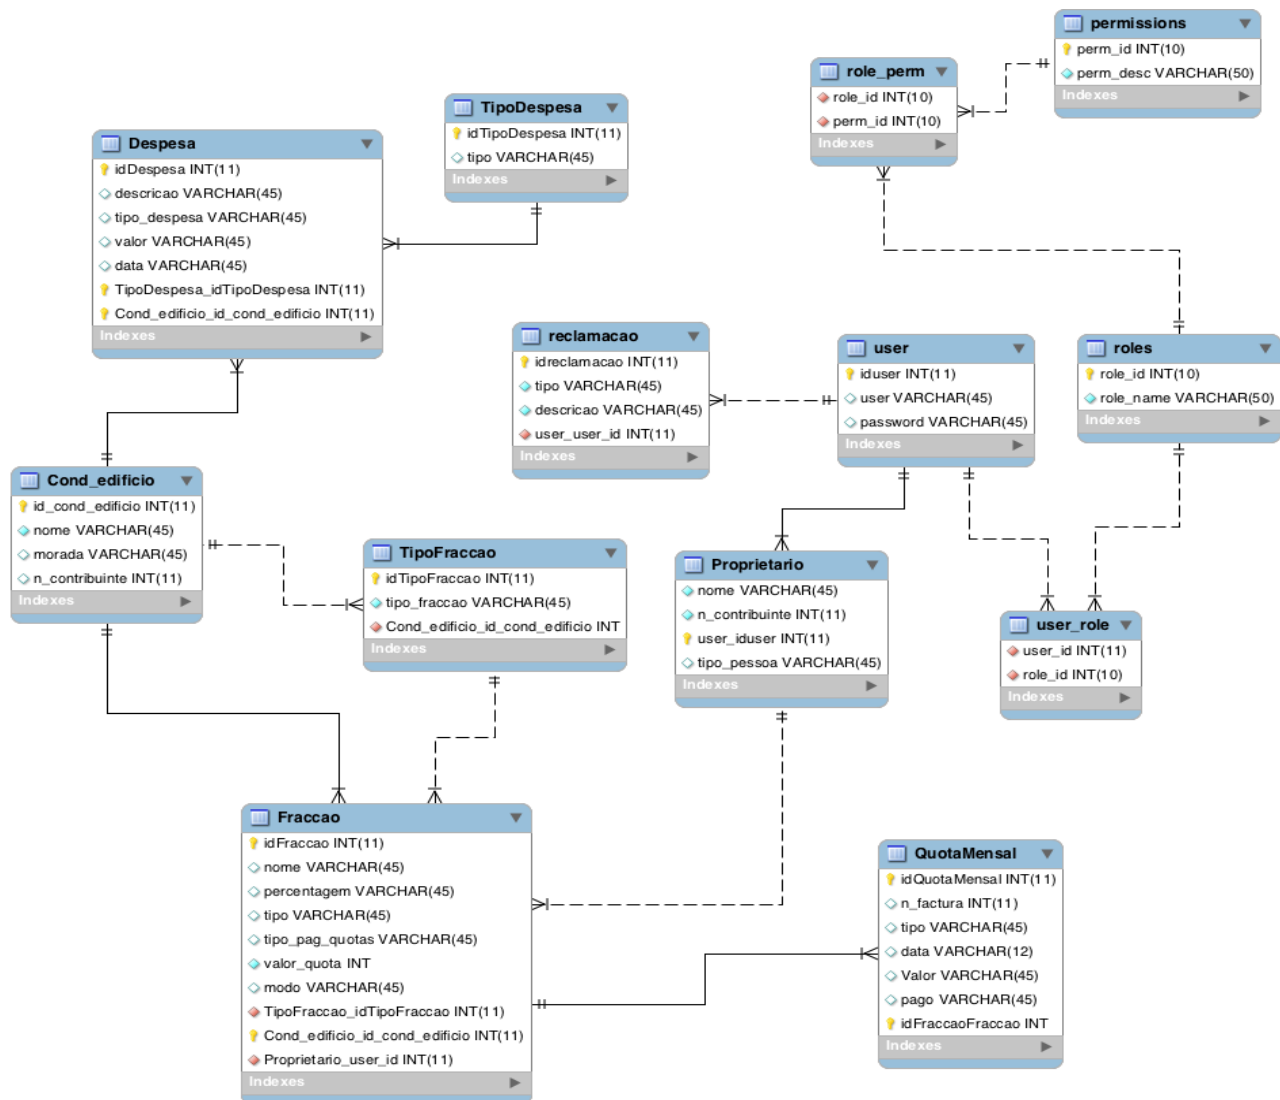 permissions
perm_id INT(10)
perm_desc VARCHAR(50)
Indexes
role_perm
role_id INT(10)
perm_id INT(10)
Indexes
TipoDespesa
idTipoDespesa INT(11)
tipo VARCHAR(45)
Indexes
Despesa
idDespesa INT(11)
descricao VARCHAR(45)
tipo_despesa VARCHAR(45)
valor VARCHAR(45)
data VARCHAR(45)
TipoDespesa_idTipoDespesa INT(11)
Cond_edificio_id_cond_edificio INT(11)
Indexes
reclamacao
idreclamacao INT(11)
tipo VARCHAR(45)
descricao VARCHAR(45)
user_user_id INT(11)
Indexes
user
iduser INT(11)
user VARCHAR(45)
password VARCHAR(45)
Indexes
roles
role_id INT(10)
role_name VARCHAR(50)
Indexes
Cond_edificio
id_cond_edificio INT(11)
nome VARCHAR(45)
morada VARCHAR(45)
n_contribuinte INT(11)
Indexes
TipoFraccao
idTipoFraccao INT(11)
tipo_fraccao VARCHAR(45)
Cond_edificio_id_cond_edificio INT
Indexes
Proprietario
nome VARCHAR(45)
n_contribuinte INT(11)
user_iduser INT(11)
tipo_pessoa VARCHAR(45)
Indexes
user_role
user_id INT(11)
role_id INT(10)
Indexes
Fraccao
idFraccao INT(11)
nome VARCHAR(45)
percentagem VARCHAR(45)
tipo VARCHAR(45)
tipo_pag_quotas VARCHAR(45)
valor_quota INT
modo VARCHAR(45)
TipoFraccao_idTipoFraccao INT(11)
Cond_edificio_id_cond_edificio INT(11)
Proprietario_user_id INT(11)
Indexes
QuotaMensal
idQuotaMensal INT(11)
n_factura INT(11)
tipo VARCHAR(45)
data VARCHAR(12)
Valor VARCHAR(45)
pago VARCHAR(45)
idFraccaoFraccao INT
Indexes